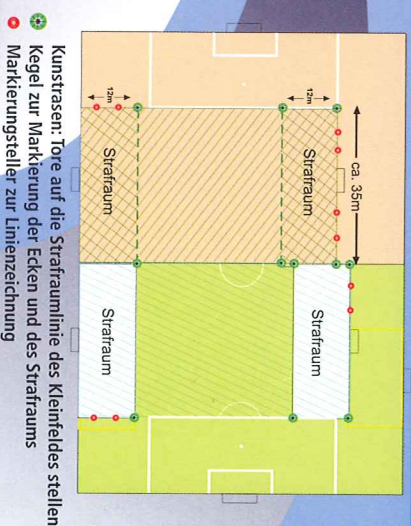 ca. 35m
12m
12m
Strafraum
Strafraum
Strafraum
Strafraum
Kunstrasen: Tore auf die Strafraumlinie des Kleinfeldes stellen
Kegel zur Markierung der Ecken und des Strafraums
Markierungsteller zur Linienzeichnung